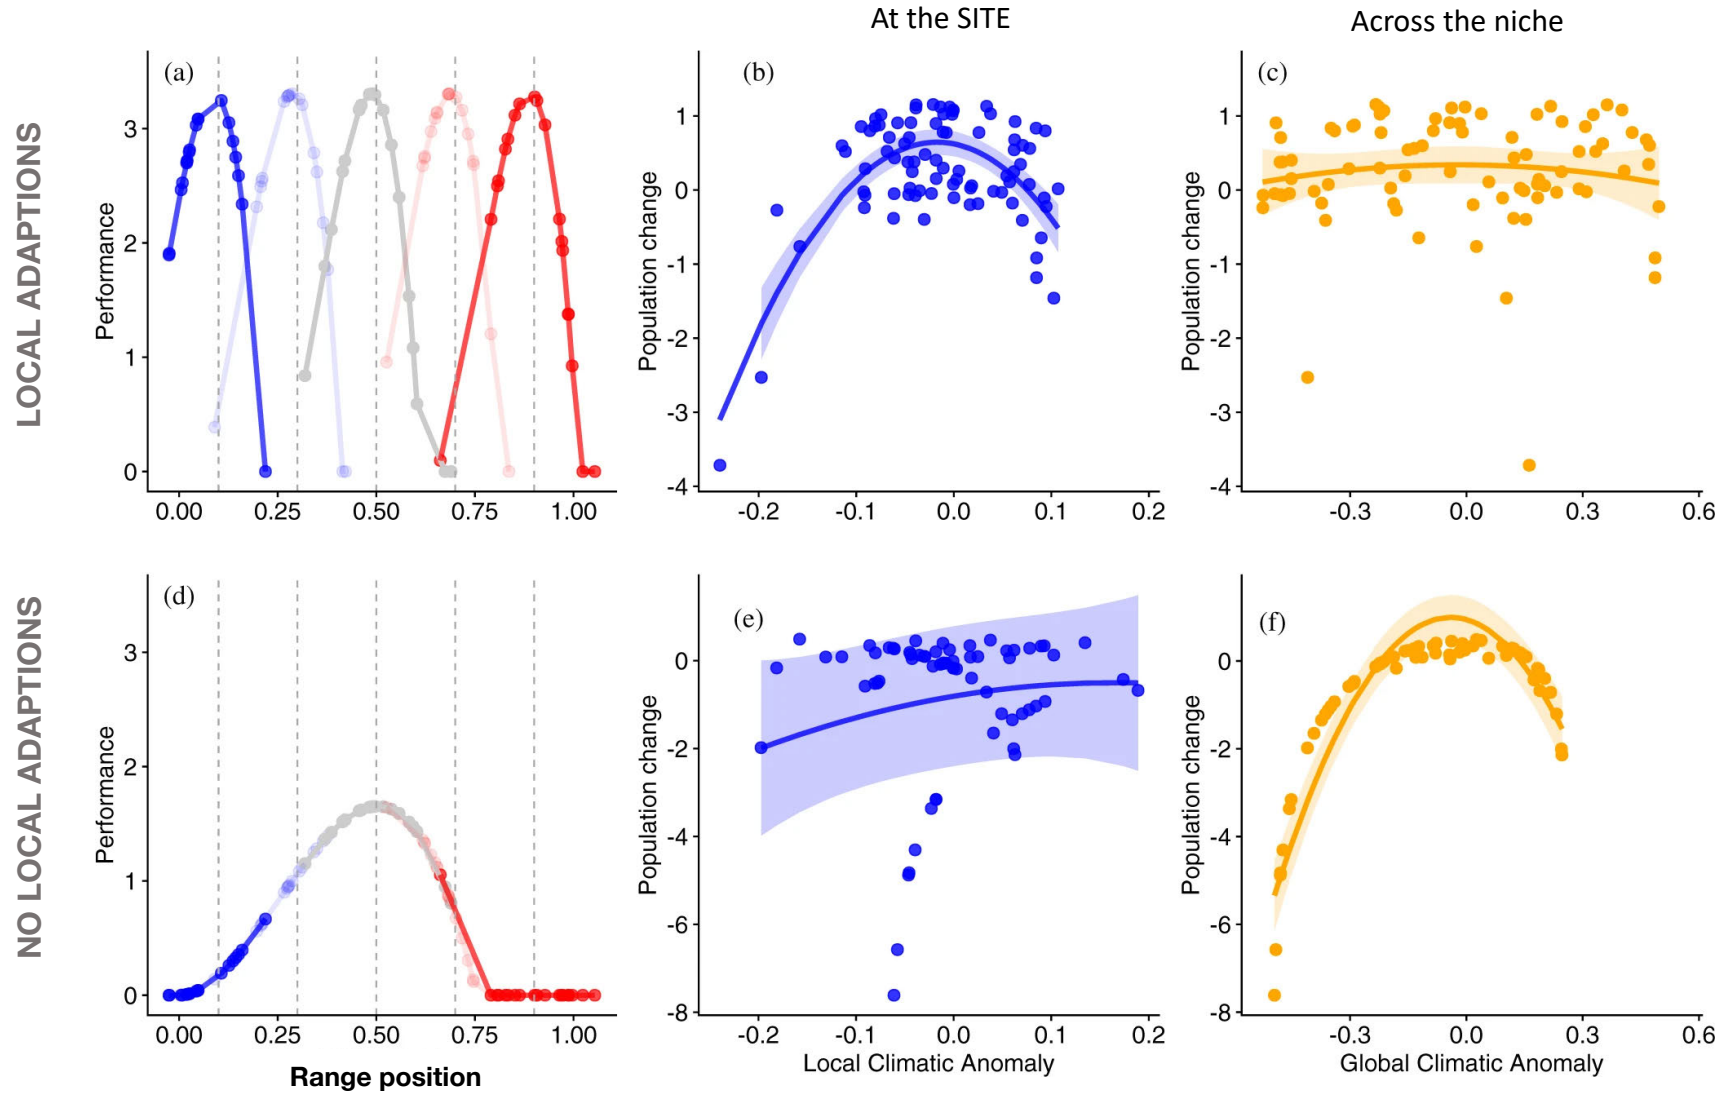 At the SITE
Across the niche
LOCAL ADAPTIONS
(a)
Performance
3
2
1
0
0.00 0.25 0.50 0.75 1.00
(b)
Population change
1
0
-1
-2
-3
-4
-0.2 -0.1 0.0 0.1 0.2
(c)
Population change
1
0
-1
-2
-3
-4
-0.3 0.0 0.3 0.6
NO LOCAL ADAPTIONS
(d)
Performance
3
2
1
0
0.00 0.25 0.50 0.75 1.00
Range position
(e)
Population change
0
-2
-4
-6
-8
-0.2 -0.1 0.0 0.1 0.2
Local Climatic Anomaly
(f)
Population change
0
-2
-4
-6
-8
-0.3 0.0 0.3 0.6
Global Climatic Anomaly